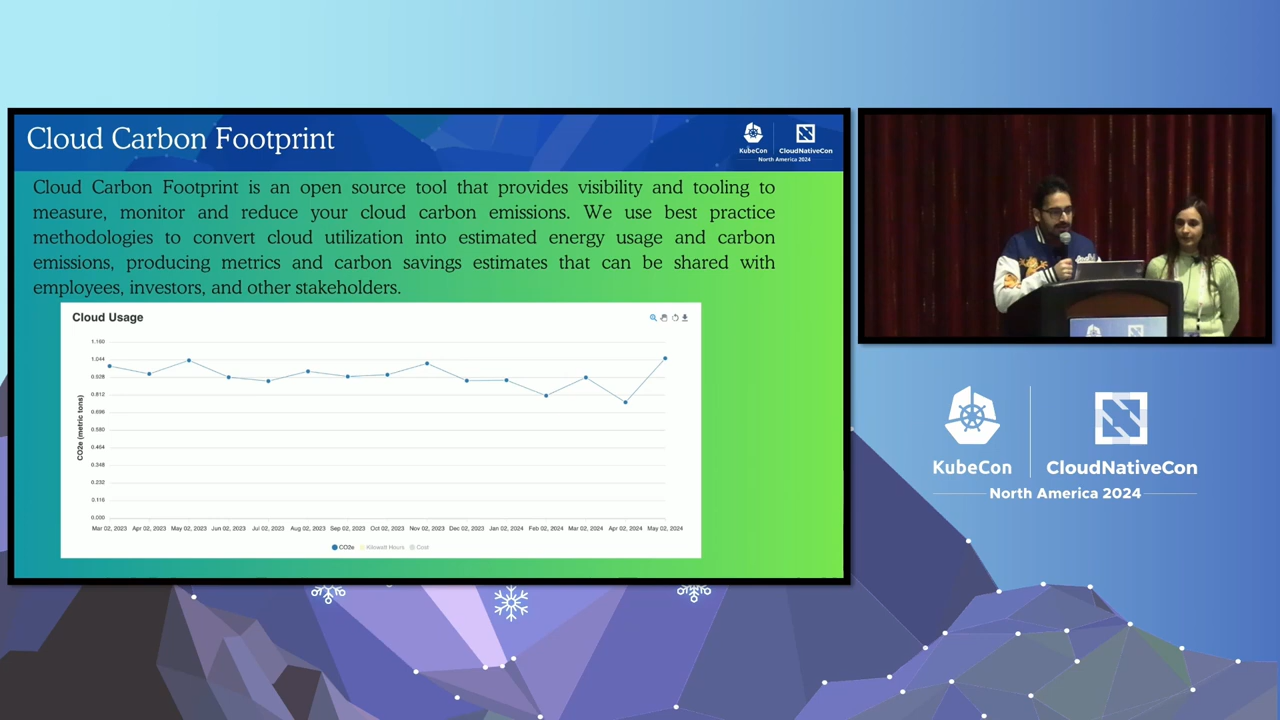 Cloud Carbon Footprint
KubeCon
CloudNativeCon
North America 2024
Cloud Carbon Footprint is an open source tool that provides visibility and tooling to
measure, monitor and reduce your cloud carbon emissions. We use best practice
methodologies to convert cloud utilization into estimated energy usage and carbon
emissions, producing metrics and carbon savings estimates that can be shared with
employees, investors, and other stakeholders.
Cloud Usage
CO2e (metric tons)
1.160
1.044
0.928
0.812
0.696
0.580
0.464
0.348
0.232
0.116
0.000
Mar 02, 2023 Apr 02, 2023 May 02, 2023 Jun 02, 2023 Jul 02, 2023 Aug 02, 2023 Sep 02, 2023 Oct 02, 2023 Nov 02, 2023 Dec 02, 2023 Jan 02, 2024 Feb 02, 2024 Mar 02, 2024 Apr 02, 2024 May 02, 2024
CO2e Kilowatt Hours Cost
KubeCon
CloudNativeCon
North America 2024